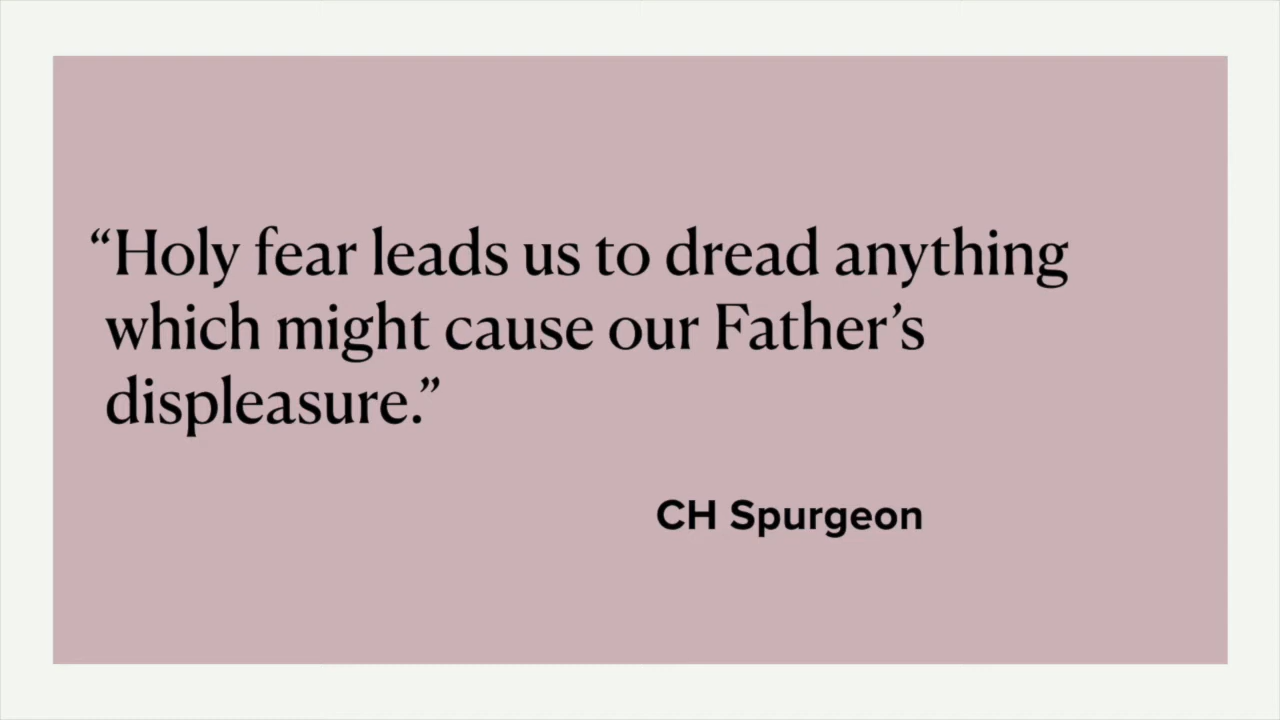 “Holy fear leads us to dread anything
which might cause our Father’s
displeasure.”
CH Spurgeon